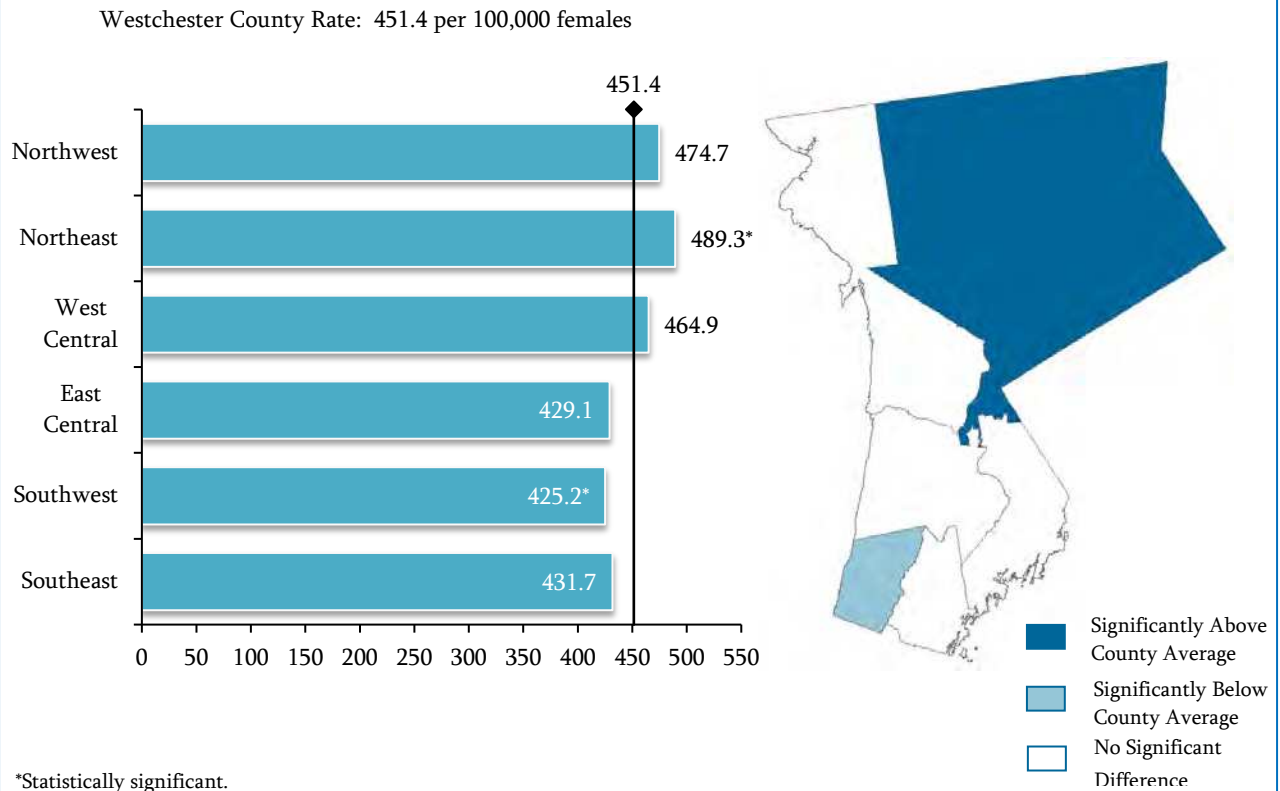 Westchester County Rate: 451.4 per 100,000 females
451.4
Northwest
474.7
Northeast
489.3*
West
Central
464.9
East
Central
429.1
Southwest
425.2*
Southeast
431.7
0 50 100 150 200 250 300 350 400 450 500 550
Significantly Above
County Average
Significantly Below
County Average
No Significant
Difference
*Statistically significant.